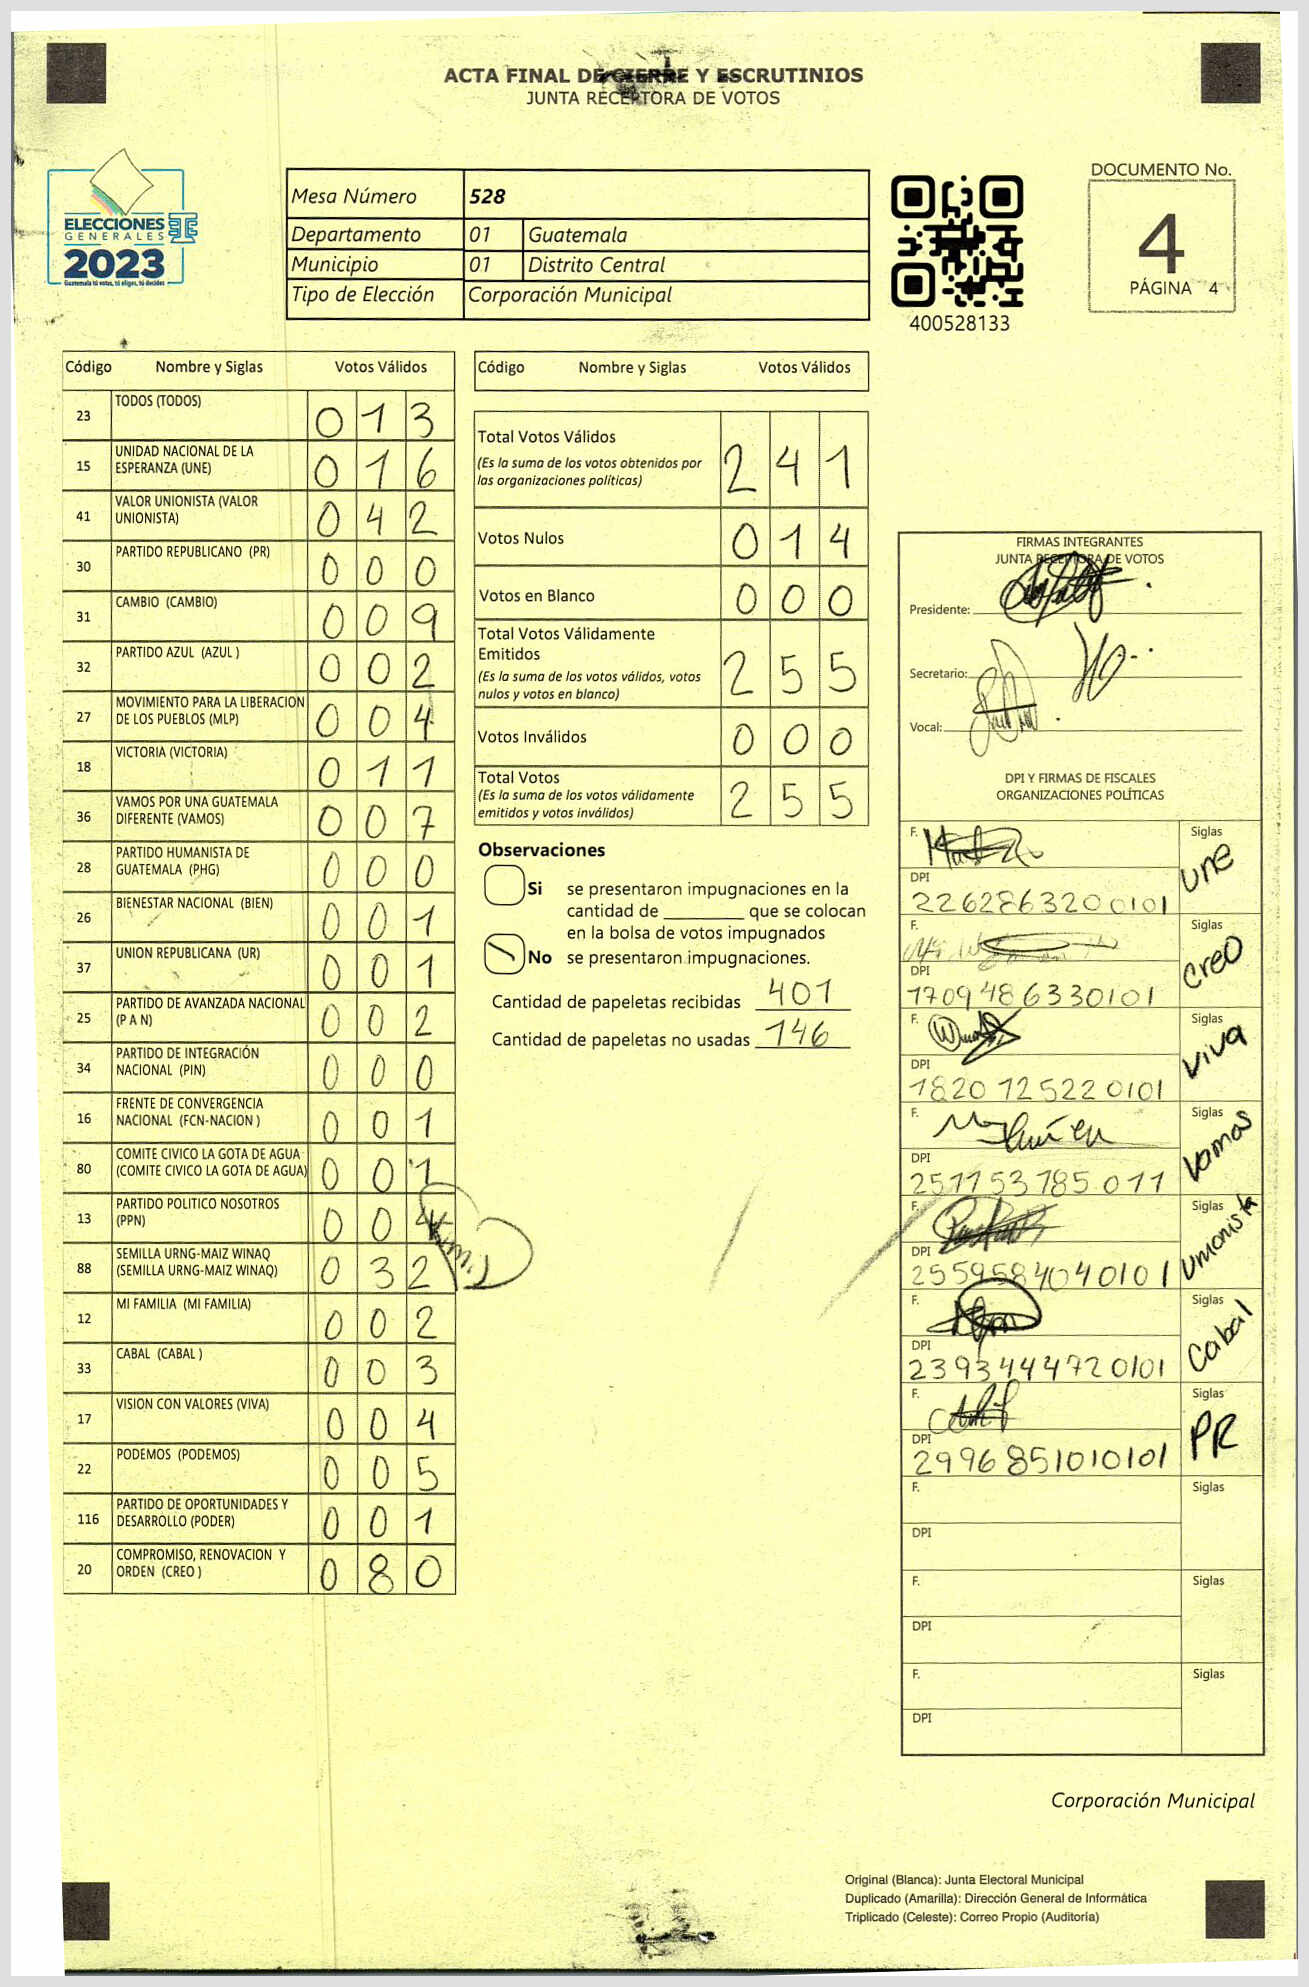 ACTA FINAL DE CIERRE Y ESCRUTINIOS
JUNTA RECEPTORA DE VOTOS
ELECCIONES
GENERALES
2023
Guatemala tú votas, tú eliges, tú decides
Mesa Número 528
Departamento 01 Guatemala
Municipio 01 Distrito Central
Tipo de Elección Corporación Municipal
400528133
DOCUMENTO No.
4
PÁGINA 4
Código Nombre y Siglas Votos Válidos
23 TODOS (TODOS) 0 1 3
15 UNIDAD NACIONAL DE LA ESPERANZA (UNE) 0 1 6
41 VALOR UNIONISTA (VALOR UNIONISTA) 0 4 2
30 PARTIDO REPUBLICANO (PR) 0 0 0
31 CAMBIO (CAMBIO) 0 0 9
32 PARTIDO AZUL (AZUL ) 0 0 2
27 MOVIMIENTO PARA LA LIBERACION DE LOS PUEBLOS (MLP) 0 0 4
18 VICTORIA (VICTORIA) 0 1 1
36 VAMOS POR UNA GUATEMALA DIFERENTE (VAMOS) 0 0 7
28 PARTIDO HUMANISTA DE GUATEMALA (PHG) 0 0 0
26 BIENESTAR NACIONAL (BIEN) 0 0 1
37 UNION REPUBLICANA (UR) 0 0 1
25 PARTIDO DE AVANZADA NACIONAL (P A N) 0 0 2
34 PARTIDO DE INTEGRACIÓN NACIONAL (PIN) 0 0 0
16 FRENTE DE CONVERGENCIA NACIONAL (FCN-NACION ) 0 0 1
80 COMITE CIVICO LA GOTA DE AGUA (COMITE CIVICO LA GOTA DE AGUA) 0 0 1
13 PARTIDO POLITICO NOSOTROS (PPN) 0 0
88 SEMILLA URNG-MAIZ WINAQ (SEMILLA URNG-MAIZ WINAQ) 0 3 2
12 MI FAMILIA (MI FAMILIA) 0 0 2
33 CABAL (CABAL ) 0 0 3
17 VISION CON VALORES (VIVA) 0 0 4
22 PODEMOS (PODEMOS) 0 0 5
116 PARTIDO DE OPORTUNIDADES Y DESARROLLO (PODER) 0 0 1
20 COMPROMISO, RENOVACION Y ORDEN (CREO ) 0 8 0
Código Nombre y Siglas Votos Válidos
Total Votos Válidos 2 4 1
(Es la suma de los votos obtenidos por
las organizaciones políticas)
Votos Nulos 0 1 4
Votos en Blanco 0 0 0
Total Votos Válidamente
Emitidos 2 5 5
(Es la suma de los votos válidos, votos
nulos y votos en blanco)
Votos Inválidos 0 0 0
Total Votos 2 5 5
(Es la suma de los votos válidamente
emitidos y votos inválidos)
Observaciones
Si se presentaron impugnaciones en la
cantidad de ________ que se colocan
en la bolsa de votos impugnados
No se presentaron impugnaciones.
Cantidad de papeletas recibidas 401
Cantidad de papeletas no usadas 146
FIRMAS INTEGRANTES
JUNTA RECEPTORA DE VOTOS
Presidente:
Secretario:
Vocal:
DPI Y FIRMAS DE FISCALES
ORGANIZACIONES POLÍTICAS
F. Siglas UNE
DPI 2262863200101
F. Siglas CREO
DPI 1709486330101
F. Siglas VIVA
DPI 1820725220101
F. Siglas Vamos
DPI 251153785 011
F. Siglas Unionista
DPI 2559584040101
F. Siglas Cabal
DPI 2393444720101
F. Siglas PR
DPI 2996851010101
F. Siglas
DPI
F. Siglas
DPI
F. Siglas
DPI
Corporación Municipal
Original (Blanca): Junta Electoral Municipal
Duplicado (Amarilla): Dirección General de Informática
Triplicado (Celeste): Correo Propio (Auditoría)